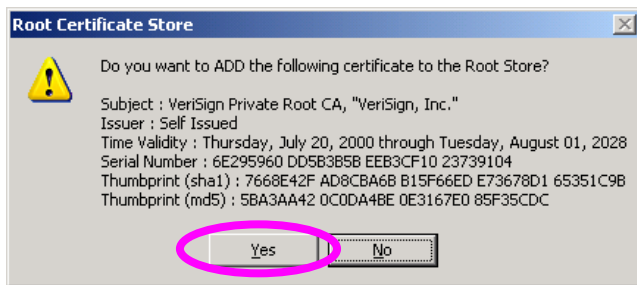 Root Certificate Store
Do you want to ADD the following certificate to the Root Store?
Subject : VeriSign Private Root CA, "VeriSign, Inc."
Issuer : Self Issued
Time Validity : Thursday, July 20, 2000 through Tuesday, August 01, 2028
Serial Number : 6E295960 DD5B3B5B EEB3CF10 23739104
Thumbprint (sha1) : 7668E42F AD8CBA6B B15F66ED E73678D1 65351C9B
Thumbprint (md5) : 5BA3AA42 0C0DA4BE 0E3167E0 85F35CDC
Yes No